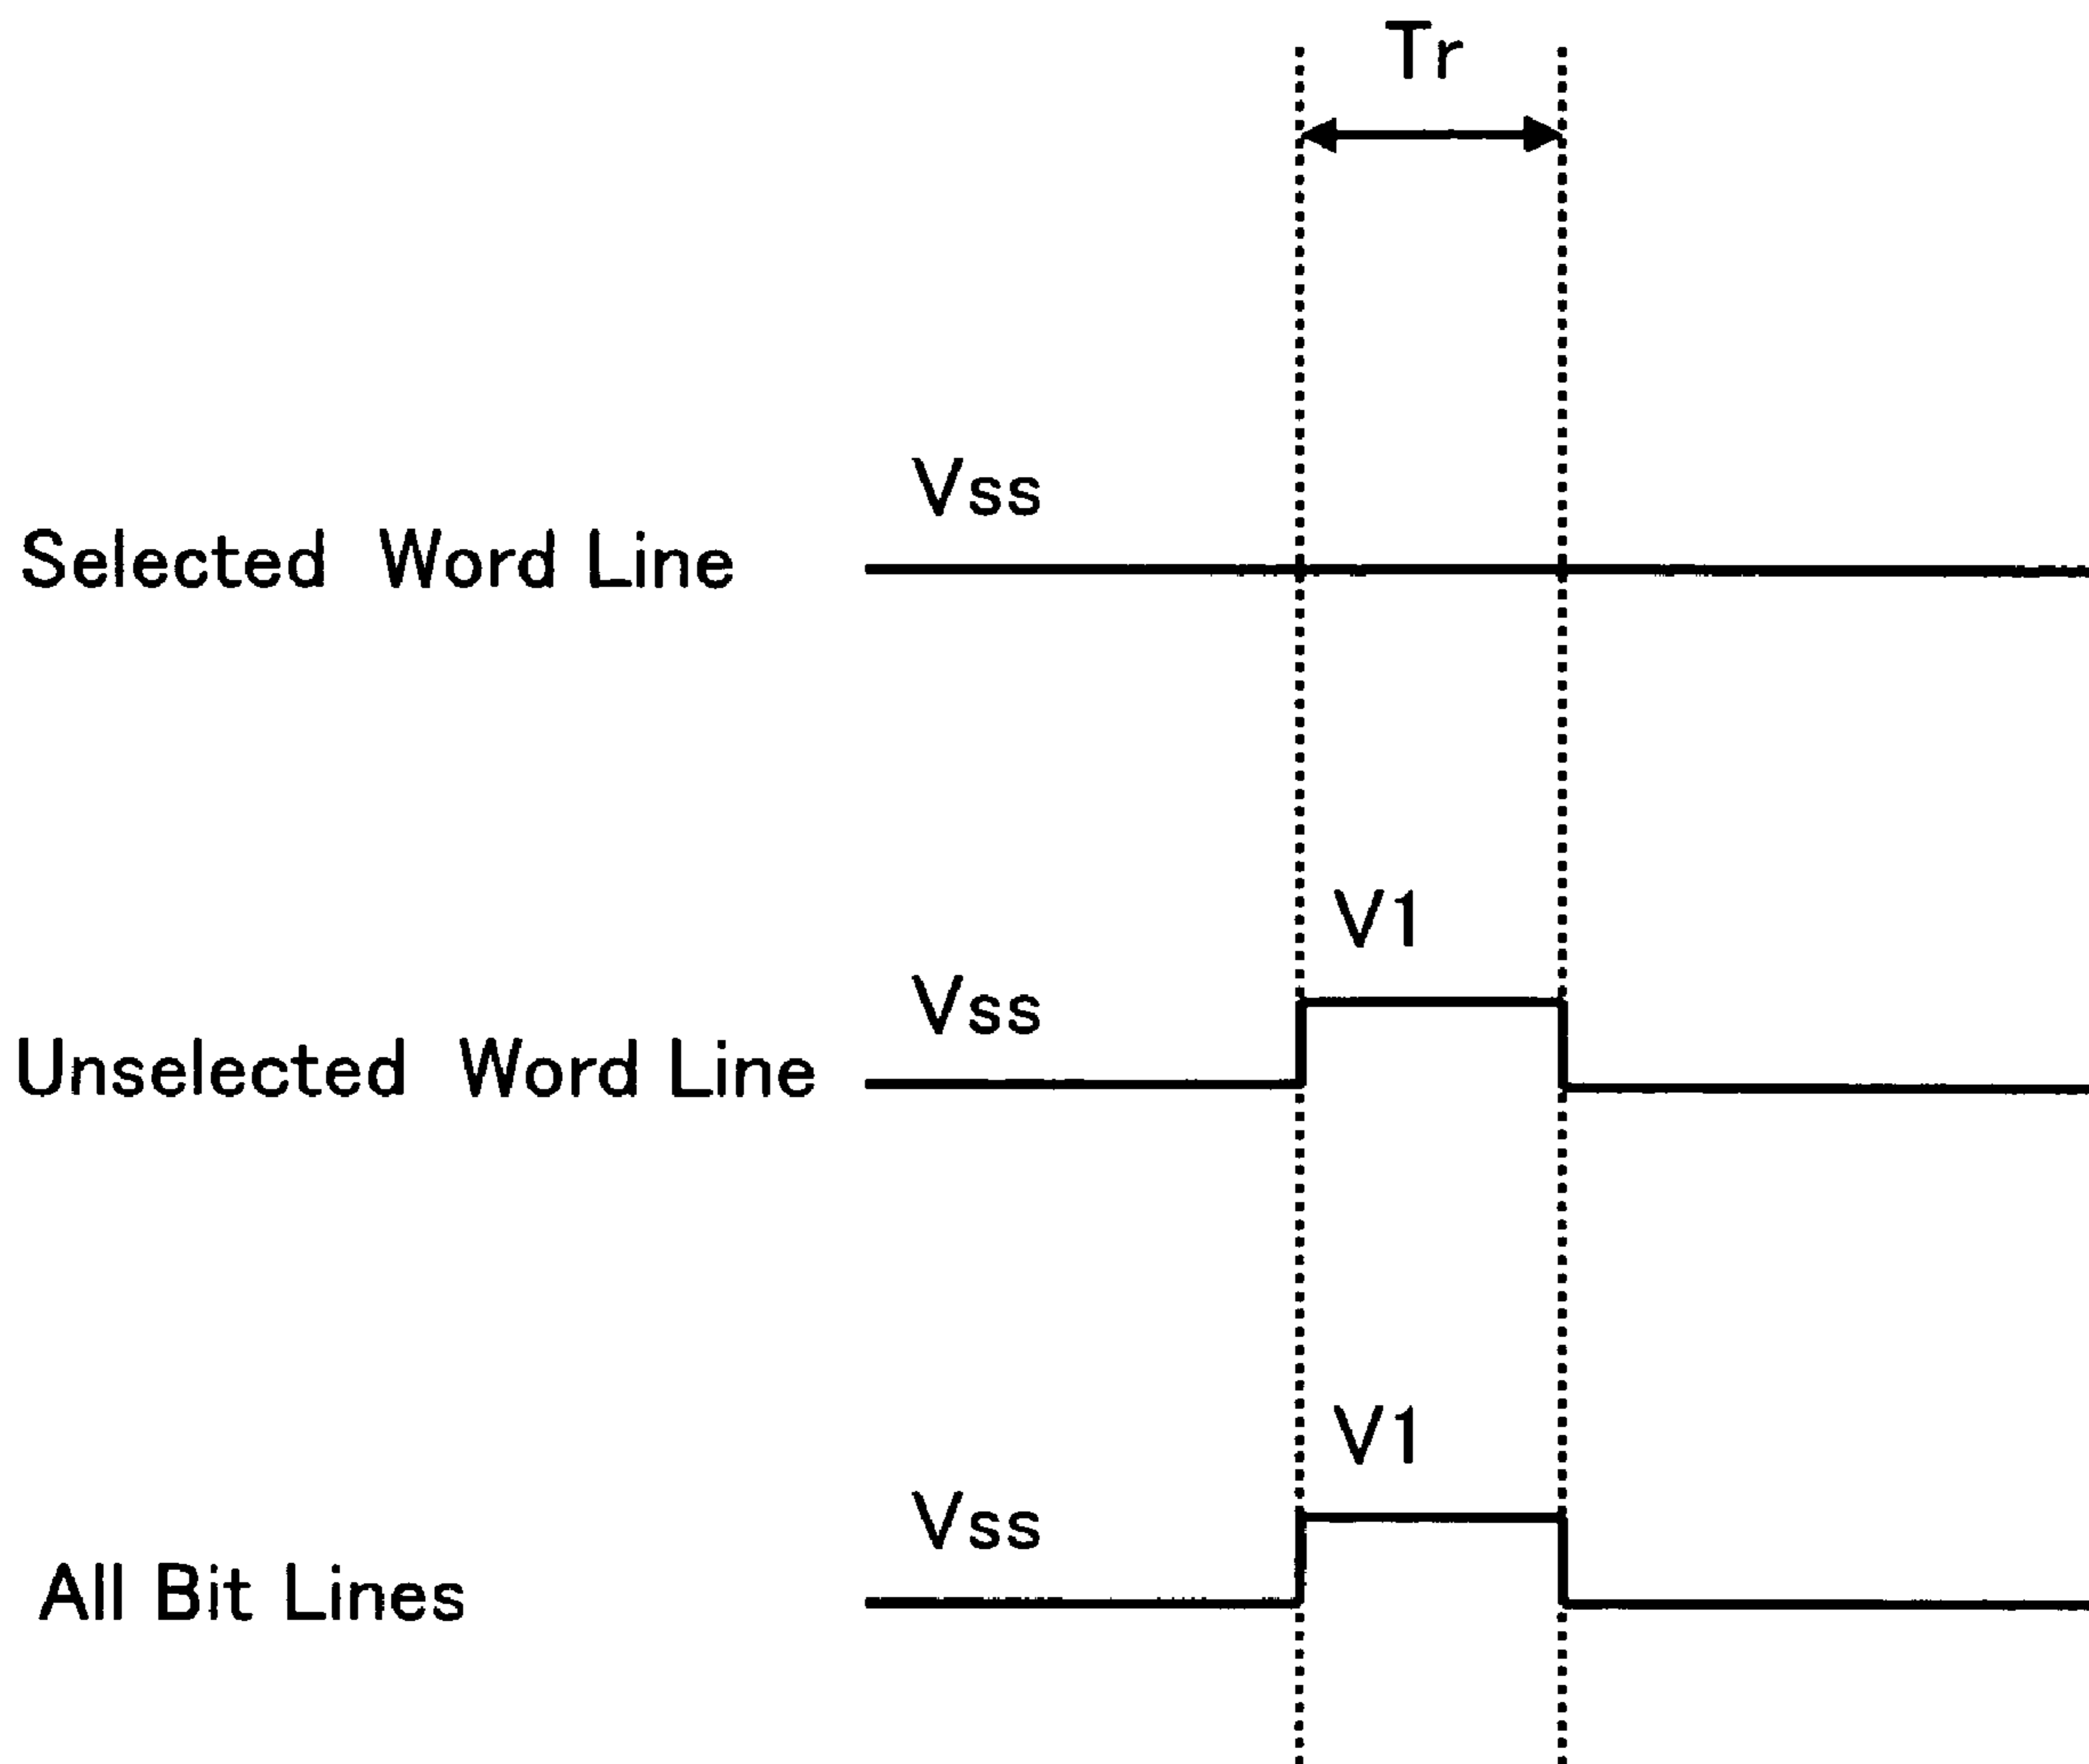 Tr
Vss
Selected Word Line
V1
Vss
Unselected Word Line
V1
Vss
All Bit Lines